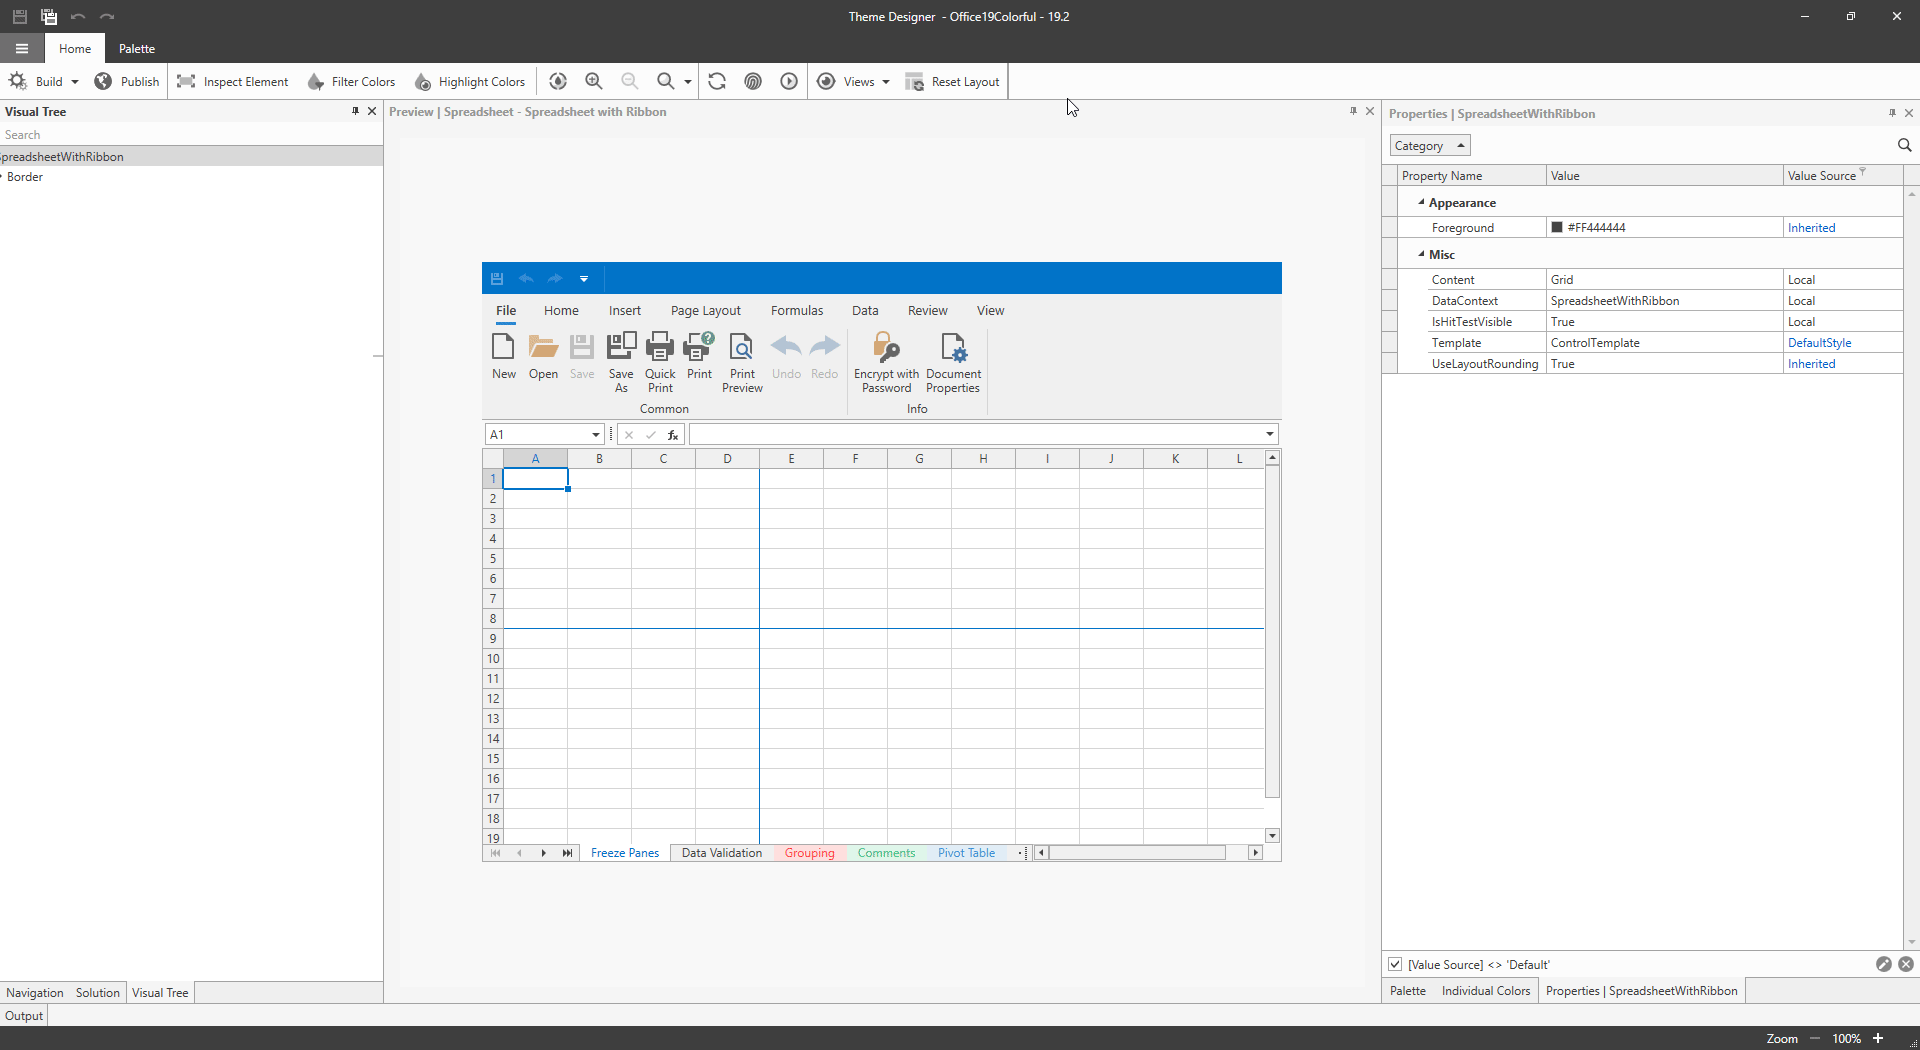 Theme Designer - Office19Colorful - 19.2
Home Palette
Build Publish Inspect Element Filter Colors Highlight Colors Views Reset Layout
Visual Tree
Search
preadsheetWithRibbon
Border
Preview | Spreadsheet - Spreadsheet with Ribbon
File Home Insert Page Layout Formulas Data Review View
New Open Save Save As Quick Print Print Print Preview Undo Redo Encrypt with Password Document Properties
Common Info
A1 fx
A B C D E F G H I J K L
1
2
3
4
5
6
7
8
9
10
11
12
13
14
15
16
17
18
19
Freeze Panes Data Validation Grouping Comments Pivot Table
Properties | SpreadsheetWithRibbon
Category
Property Name Value Value Source
Appearance
Foreground #FF444444 Inherited
Misc
Content Grid Local
DataContext SpreadsheetWithRibbon Local
IsHitTestVisible True Local
Template ControlTemplate DefaultStyle
UseLayoutRounding True Inherited
[Value Source] <> 'Default'
Palette Individual Colors Properties | SpreadsheetWithRibbon
Navigation Solution Visual Tree
Output
Zoom 100%